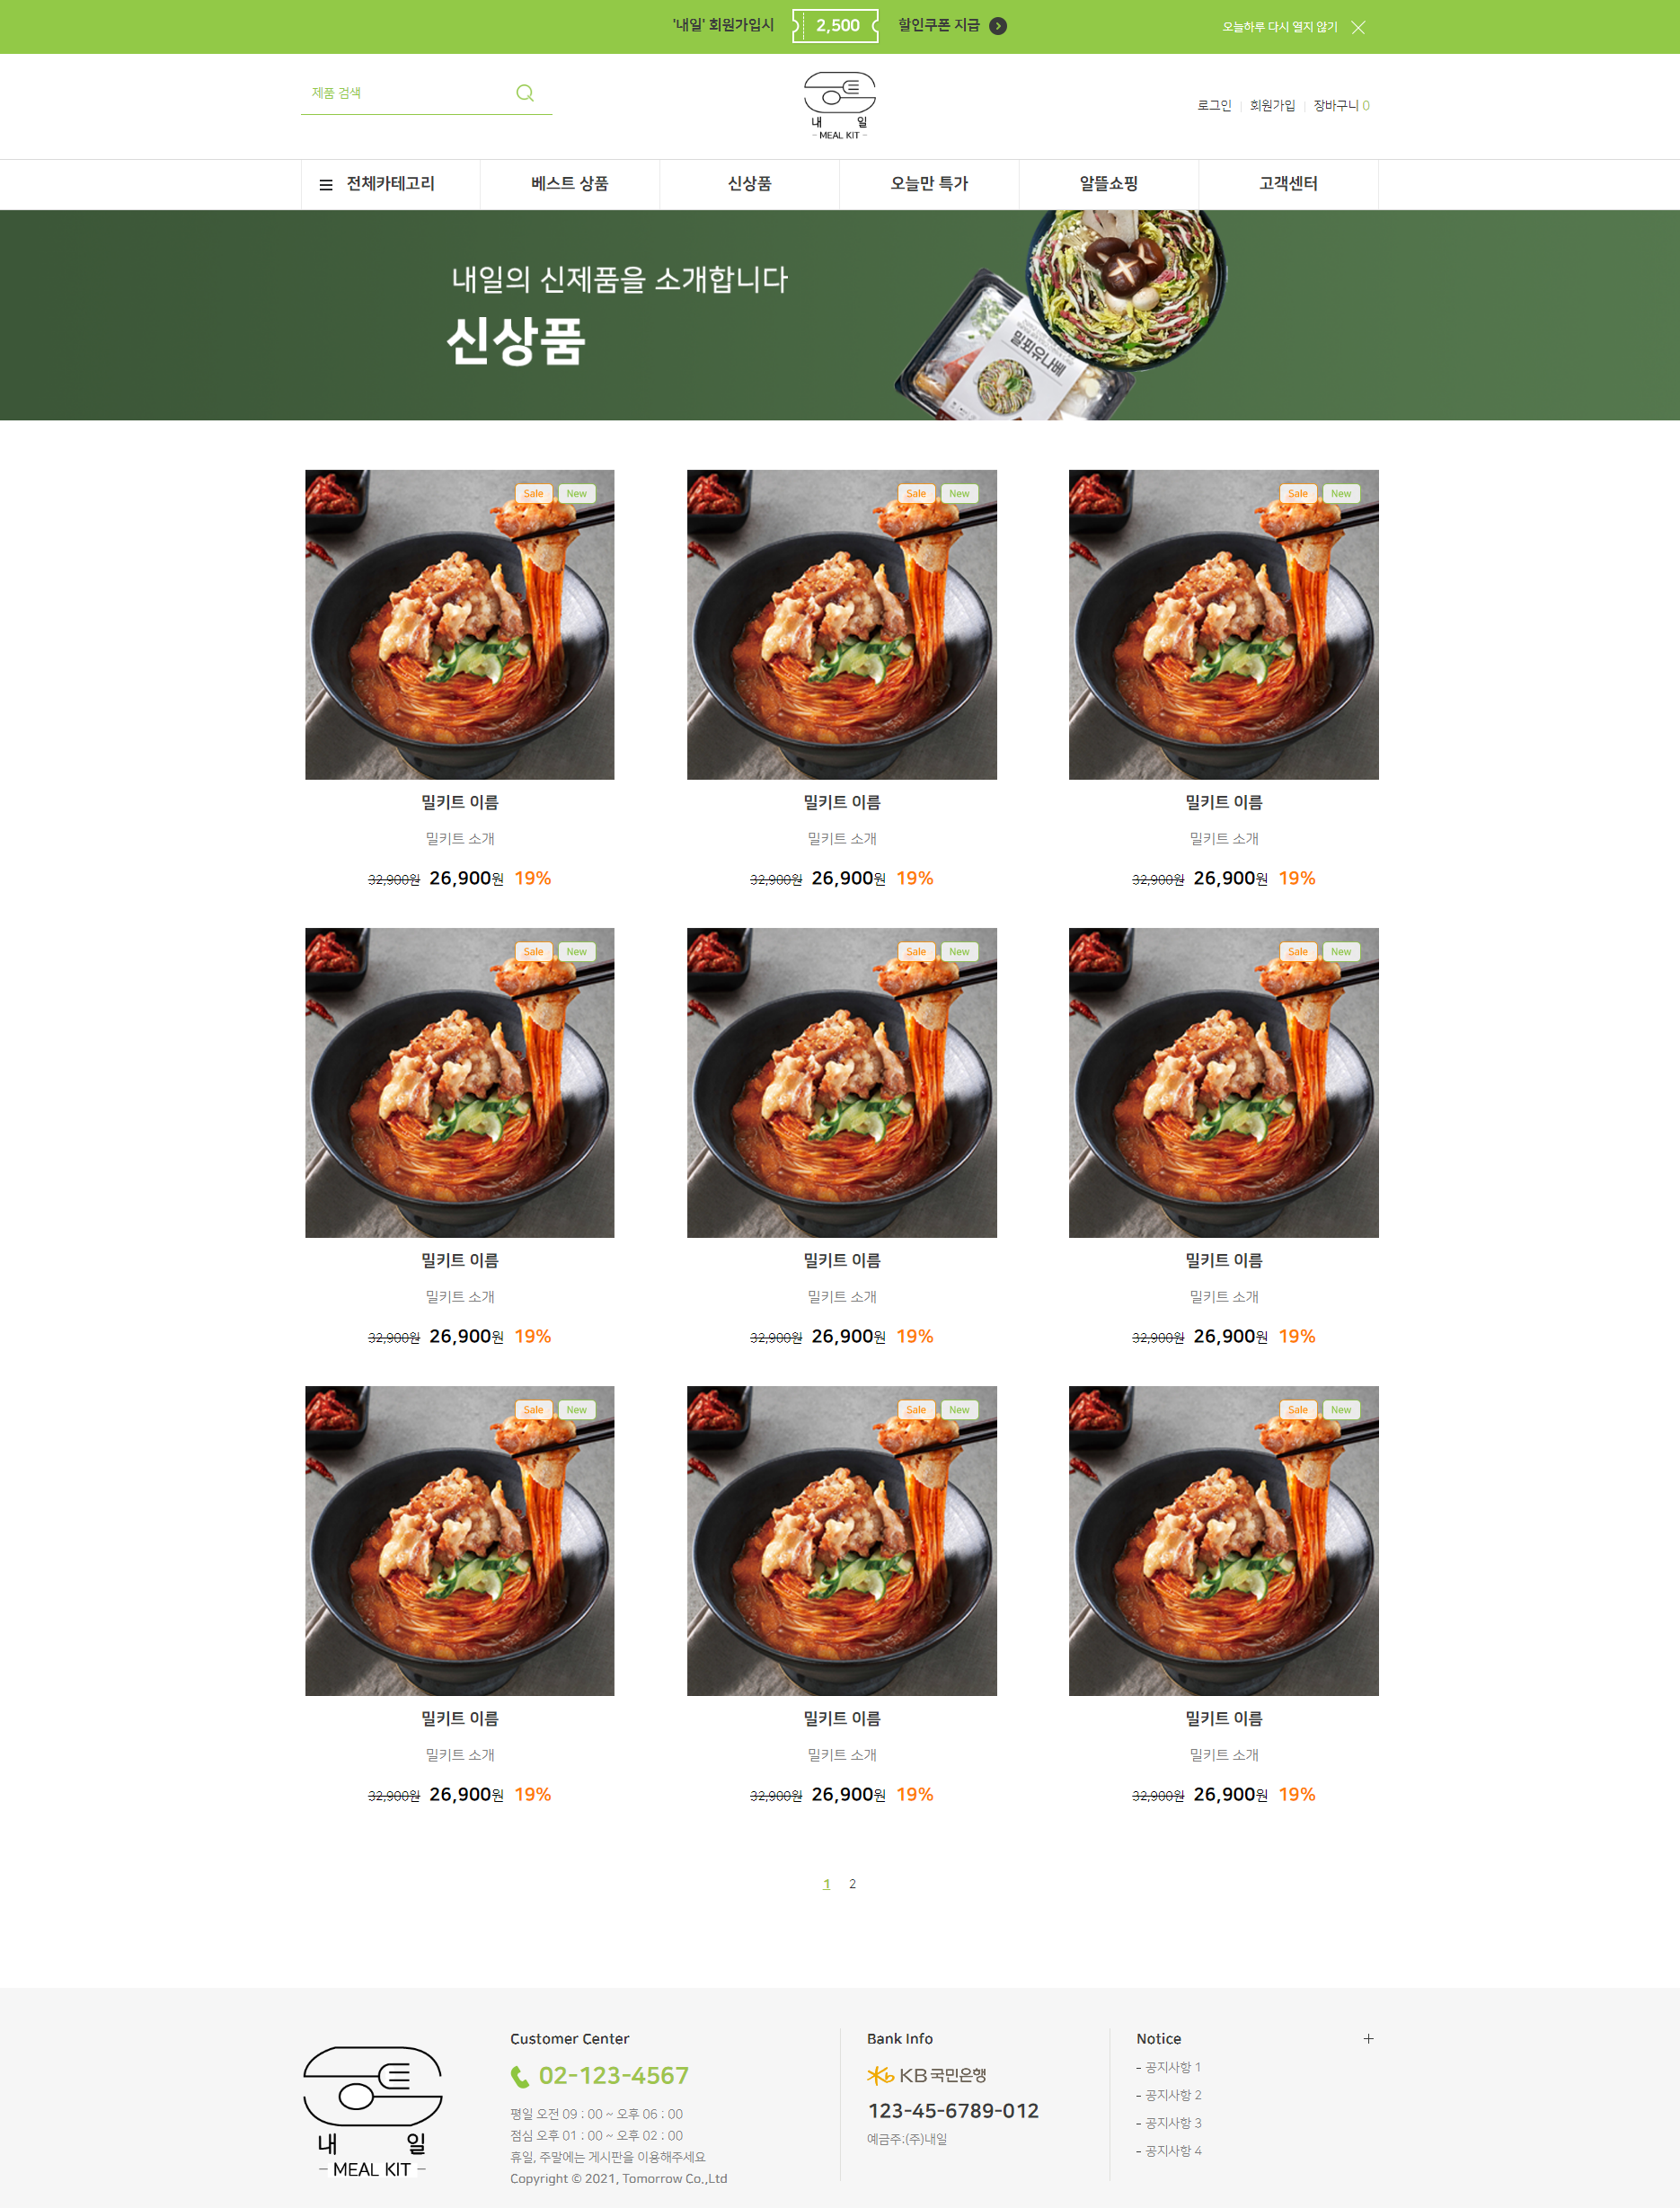 '내일' 회원가입시 2,500 할인쿠폰 지급
오늘하루 다시 열지 않기
제품 검색
내 일
MEAL KIT
로그인 회원가입 장바구니 0
전체카테고리 베스트 상품 신상품 오늘만 특가 알뜰쇼핑 고객센터
내일의 신제품을 소개합니다
신상품
밀푀유나베
Sale New Sale New Sale New
밀키트 이름 밀키트 이름 밀키트 이름
밀키트 소개 밀키트 소개 밀키트 소개
32,900원 26,900원 19% 32,900원 26,900원 19% 32,900원 26,900원 19%
Sale New Sale New Sale New
밀키트 이름 밀키트 이름 밀키트 이름
밀키트 소개 밀키트 소개 밀키트 소개
32,900원 26,900원 19% 32,900원 26,900원 19% 32,900원 26,900원 19%
Sale New Sale New Sale New
밀키트 이름 밀키트 이름 밀키트 이름
밀키트 소개 밀키트 소개 밀키트 소개
32,900원 26,900원 19% 32,900원 26,900원 19% 32,900원 26,900원 19%
1 2
내 일
- MEAL KIT -
Customer Center
02-123-4567
평일 오전 09 : 00 ~ 오후 06 : 00
점심 오후 01 : 00 ~ 오후 02 : 00
휴일, 주말에는 게시판을 이용해주세요
Copyright © 2021, Tomorrow Co.,Ltd
Bank Info
KB 국민은행
123-45-6789-012
예금주:(주)내일
Notice +
- 공지사항 1
- 공지사항 2
- 공지사항 3
- 공지사항 4